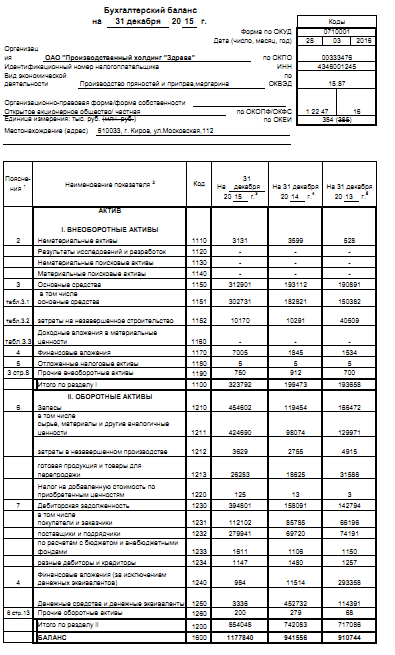 Бухгалтерский баланс
на 31 декабря 20 15 г.
Коды
Форма по ОКУД 0710001
Дата (число, месяц, год) 25 03 2016
Организац
ия ОАО "Производственный холдинг "Здрава" по ОКПО 00333476
Идентификационный номер налогоплательщика ИНН 4346001245
Вид экономической по
деятельности Производство пряностей и приправ,маргарина ОКВЭД 15.87
Организационно-правовая форма/форма собственности
Открытое акционерное общество/ частная по ОКОПФ/ОКФС 1 22 47 16
Единица измерения: тыс. руб. (млн. руб.) по ОКЕИ 384 (385)
Местонахождение (адрес) 610033, г. Киров, ул.Московская,112
Поясне-
ния 1 Наименование показателя 2 Код
31
На декабря
20 15 г.3
На 31 декабря
20 14 г.4
На 31 декабря
20 13 г.5
АКТИВ
I. ВНЕОБОРОТНЫЕ АКТИВЫ
2 Нематериальные активы 1110 3131 3599 528
Результаты исследований и разработок 1120 - - -
Нематериальные поисковые активы 1130 - - -
Материальные поисковые активы 1140 - - -
3 Основные средства 1150 312901 193112 190891
в том числе
табл.3.1 основные средства 1151 302731 182821 150382
табл.3.2 затраты на незавершенное строительство 1152 10170 10291 40509
Доходные вложения в материальные
табл.3.3 ценности 1160 - - -
4 Финансовые вложения 1170 7005 1845 1534
5 Отложенные налоговые активы 1180 5 5 5
3 стр.8 Прочие внеоборотные активы 1190 750 912 700
Итого по разделу I 1100 323792 199473 193658
II. ОБОРОТНЫЕ АКТИВЫ
6 Запасы 1210 454602 119454 166472
в том числе
сырье, материалы и другие аналогичные
ценности 1211 424690 95074 129971
затраты в незавершенном производстве 1212 3629 2755 4915
готовая продукция и товары для
перепродажи 1213 26283 18625 31586
Налог на добавленную стоимость по
приобретенным ценностям 1220 125 13 3
7 Дебиторская задолженность 1230 394801 158091 142794
в том числе
покупатели и заказчики 1231 112102 85785 66196
поставщики и подрядчики 1232 279941 69720 74191
по расчетам с бюджетом и внебюджетными
фондами 1233 1611 1106 1150
разные дебиторы и кредиторы 1234 1147 1480 1257
4 Финансовые вложения (за исключением
денежных эквивалентов) 1240 984 11514 293358
Денежные средства и денежные эквиваленты 1250 3336 452732 114391
6 стр.13 Прочие оборотные активы 1260 200 279 68
Итого по разделу II 1200 854048 742083 717086
БАЛАНС 1600 1177840 941556 910744